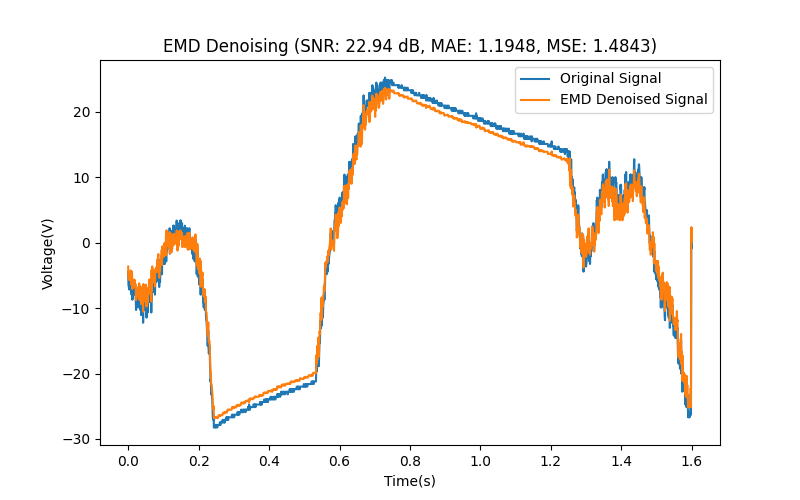 EMD Denoising (SNR: 22.94 dB, MAE: 1.1948, MSE: 1.4843)
Original Signal
EMD Denoised Signal
Voltage(V)
20
10
0
−10
−20
−30
0.0 0.2 0.4 0.6 0.8 1.0 1.2 1.4 1.6
Time(s)